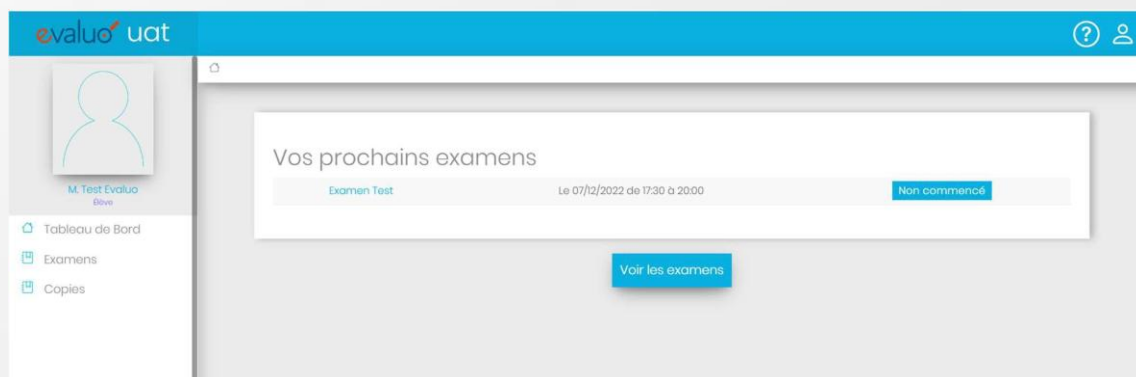 evaluo uat
?
M. Test Evaluo
Élève
Tableau de Bord
Examens
Copies
Vos prochains examens
Examen Test Le 07/12/2022 de 17:30 à 20:00 Non commencé
Voir les examens